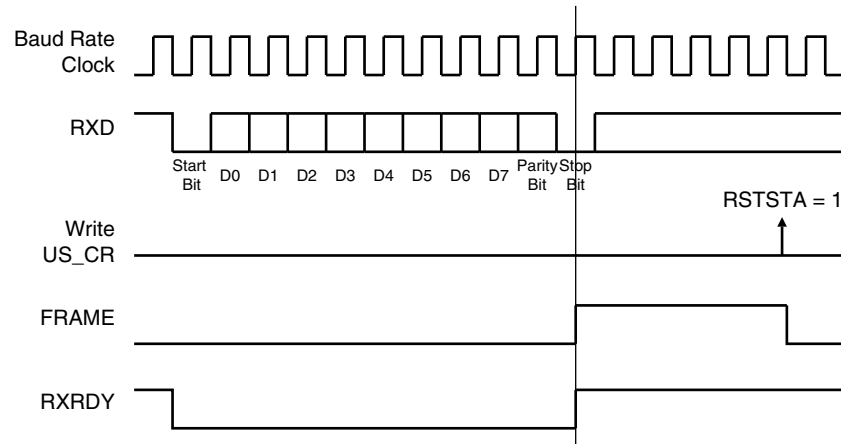 Baud Rate
Clock
RXD
Start
Bit
D0
D1
D2
D3
D4
D5
D6
D7
Parity
Bit
Stop
Bit
RSTSTA = 1
Write
US_CR
FRAME
RXRDY